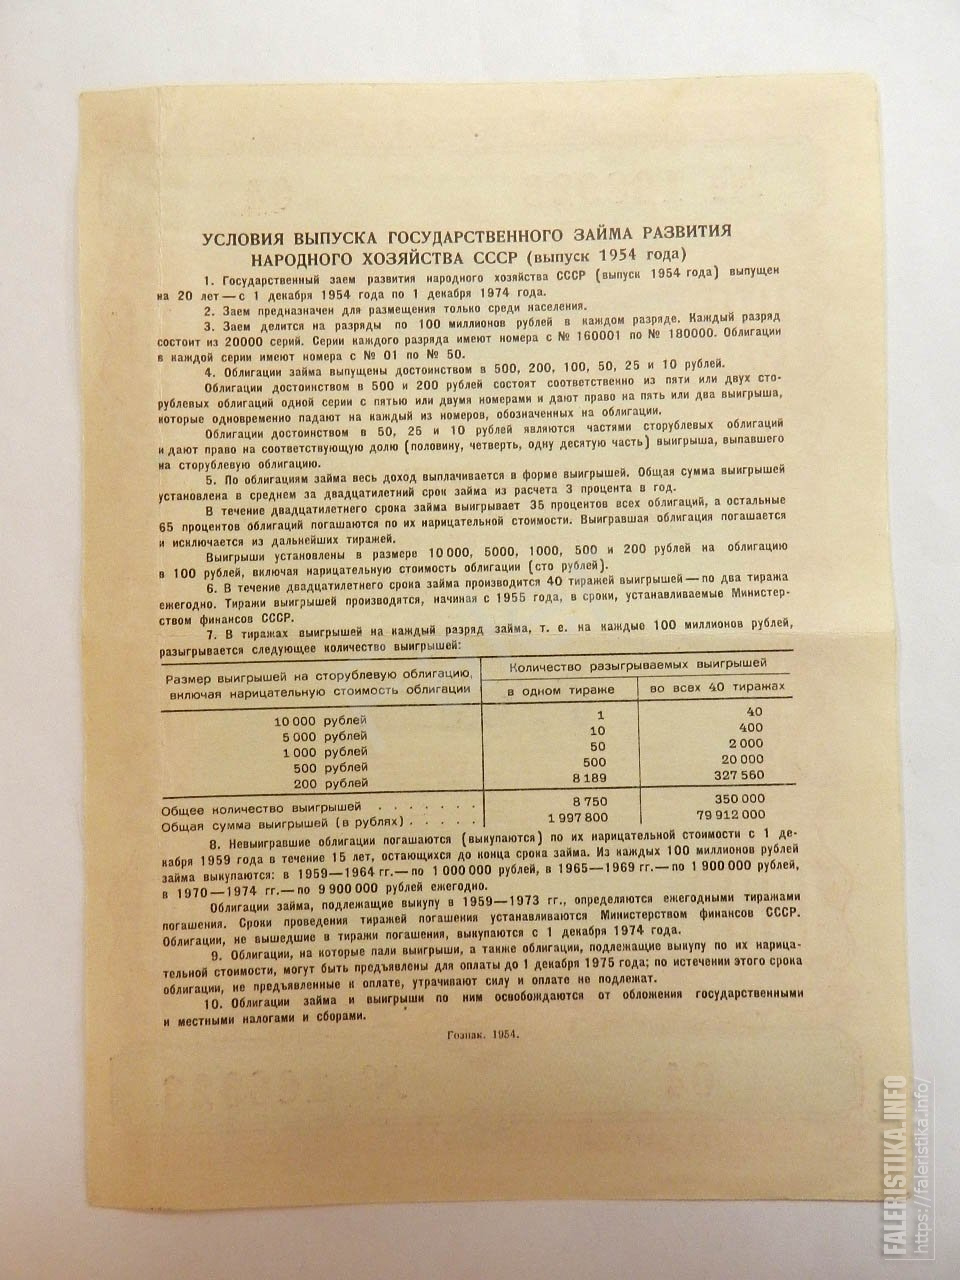 УСЛОВИЯ ВЫПУСКА ГОСУДАРСТВЕННОГО ЗАЙМА РАЗВИТИЯ
НАРОДНОГО ХОЗЯЙСТВА СССР (выпуск 1954 года)
1. Государственный заем развития народного хозяйства СССР (выпуск 1954 года) выпущен
на 20 лет—с 1 декабря 1954 года по 1 декабря 1974 года.
2. Заем предназначен для размещения только среди населения.
3. Заем делится на разряды по 100 миллионов рублей в каждом разряде. Каждый разряд
состоит из 20000 серий. Серии каждого разряда имеют номера с № 160001 по № 180000. Облигации
в каждой серии имеют номера с № 01 по № 50.
4. Облигации займа выпущены достоинством в 500, 200, 100, 50, 25 и 10 рублей.
Облигации достоинством в 500 и 200 рублей состоят соответственно из пяти или двух сто-
рублевых облигаций одной серии с пятью или двумя номерами и дают право на пять или два выигрыша,
которые одновременно падают на каждый из номеров, обозначенных на облигации.
Облигации достоинством в 50, 25 и 10 рублей являются частями сторублевых облигаций
и дают право на соответствующую долю (половину, четверть, одну десятую часть) выигрыша, выпавшего
на сторублевую облигацию.
5. По облигациям займа весь доход выплачивается в форме выигрышей. Общая сумма выигрышей
установлена в среднем за двадцатилетний срок займа из расчета 3 процента в год.
В течение двадцатилетнего срока займа выигрывает 35 процентов всех облигаций, а остальные
65 процентов облигаций погашаются по их нарицательной стоимости. Выигравшая облигация погашается
и исключается из дальнейших тиражей.
Выигрыши установлены в размере 10 000, 5000, 1000, 500 и 200 рублей на облигацию
в 100 рублей, включая нарицательную стоимость облигации (сто рублей).
6. В течение двадцатилетнего срока займа производится 40 тиражей выигрышей—по два тиража
ежегодно. Тиражи выигрышей производятся, начиная с 1955 года, в сроки, устанавливаемые Министер-
ством финансов СССР.
7. В тиражах выигрышей на каждый разряд займа, т. е. на каждые 100 миллионов рублей,
разыгрывается следующее количество выигрышей:
Размер выигрышей на сторублевую облигацию, включая нарицательную стоимость облигации
Количество разыгрываемых выигрышей
в одном тираже во всех 40 тиражах
10 000 рублей 1 40
5 000 рублей 10 400
1 000 рублей 50 2 000
500 рублей 500 20 000
200 рублей 8 189 327 560
Общее количество выигрышей . . . . . . . 8 750 350 000
Общая сумма выигрышей (в рублях) . . . . . 1 997 800 79 912 000
8. Невыигравшие облигации погашаются (выкупаются) по их нарицательной стоимости с 1 де-
кабря 1959 года в течение 15 лет, остающихся до конца срока займа. Из каждых 100 миллионов рублей
займа выкупаются: в 1959—1964 гг.—по 1 000 000 рублей, в 1965—1969 гг.—по 1 900 000 рублей,
в 1970—1974 гг.—по 9 900 000 рублей ежегодно.
Облигации займа, подлежащие выкупу в 1959—1973 гг., определяются ежегодными тиражами
погашения. Сроки проведения тиражей погашения устанавливаются Министерством финансов СССР.
Облигации, не вышедшие в тиражи погашения, выкупаются с 1 декабря 1974 года.
9. Облигации, на которые пали выигрыши, а также облигации, подлежащие выкупу по их нарица-
тельной стоимости, могут быть предъявлены для оплаты до 1 декабря 1975 года; по истечении этого срока
облигации, не предъявленные к оплате, утрачивают силу и оплате не подлежат.
10. Облигации займа и выигрыши по ним освобождаются от обложения государственными
и местными налогами и сборами.
Гознак. 1954.
FALERISTIKA.INFO
https://faleristika.info/